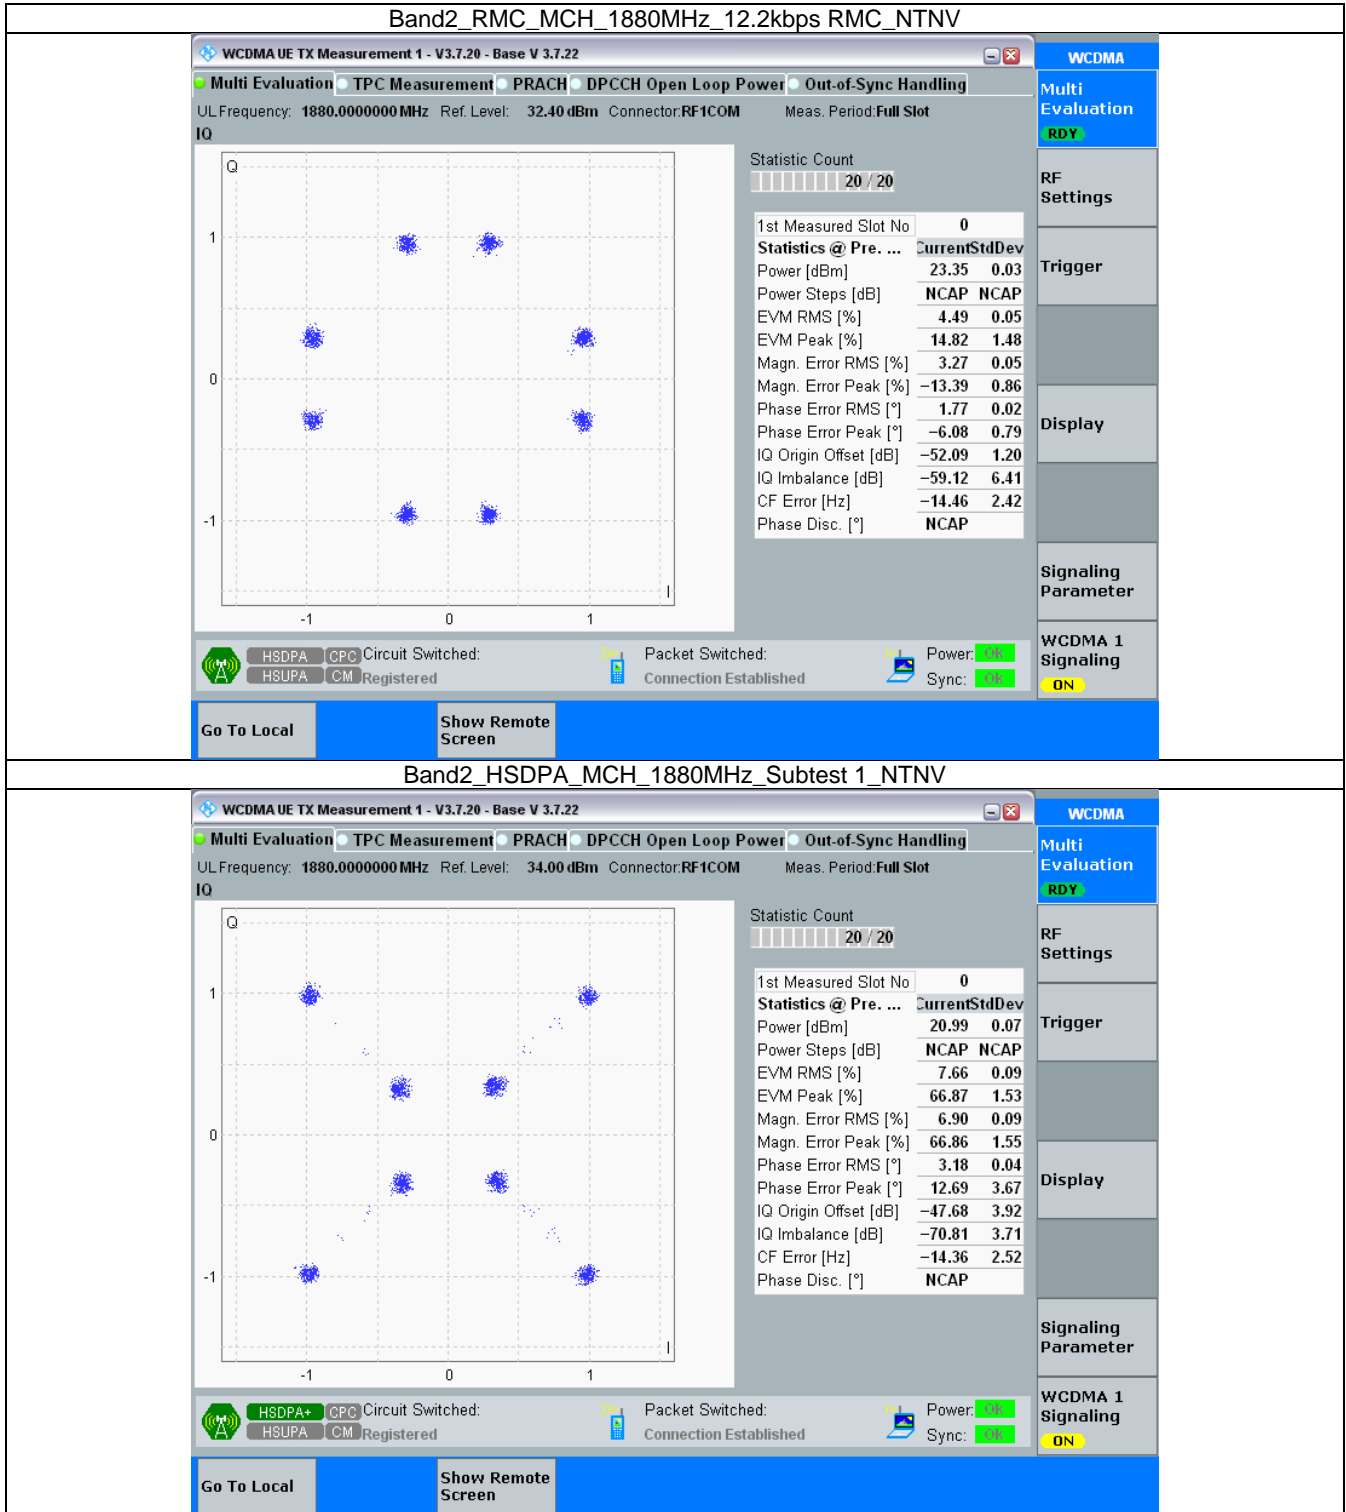 Band2_RMC_MCH_1880MHz_12.2kbps RMC_NTNV
WCDMA UE TX Measurement 1 - V3.7.20 - Base V 3.7.22
WCDMA
Multi Evaluation TPC Measurement PRACH DPCCH Open Loop Power Out-of-Sync Handling
Multi
Evaluation
RDY
UL Frequency: 1880.0000000 MHz Ref. Level: 32.40 dBm Connector:RF1COM Meas. Period:Full Slot
IQ
Q
1
0
-1
I
-1 0 1
Statistic Count
20 / 20
1st Measured Slot No 0
Statistics @ Pre. ... Current StdDev
Power [dBm] 23.35 0.03
Power Steps [dB] NCAP NCAP
EVM RMS [%] 4.49 0.05
EVM Peak [%] 14.82 1.48
Magn. Error RMS [%] 3.27 0.05
Magn. Error Peak [%] −13.39 0.86
Phase Error RMS [°] 1.77 0.02
Phase Error Peak [°] −6.08 0.79
IQ Origin Offset [dB] −52.09 1.20
IQ Imbalance [dB] −59.12 6.41
CF Error [Hz] −14.46 2.42
Phase Disc. [°] NCAP
RF
Settings
Trigger
Display
Signaling
Parameter
WCDMA 1
Signaling
ON
HSDPA CPC Circuit Switched: Packet Switched: Power: Ok
HSUPA CM Registered Connection Established Sync: Ok
Go To Local
Show Remote
Screen
Band2_HSDPA_MCH_1880MHz_Subtest 1_NTNV
WCDMA UE TX Measurement 1 - V3.7.20 - Base V 3.7.22
WCDMA
Multi Evaluation TPC Measurement PRACH DPCCH Open Loop Power Out-of-Sync Handling
Multi
Evaluation
RDY
UL Frequency: 1880.0000000 MHz Ref. Level: 34.00 dBm Connector:RF1COM Meas. Period:Full Slot
IQ
Q
1
0
-1
I
-1 0 1
Statistic Count
20 / 20
1st Measured Slot No 0
Statistics @ Pre. ... Current StdDev
Power [dBm] 20.99 0.07
Power Steps [dB] NCAP NCAP
EVM RMS [%] 7.66 0.09
EVM Peak [%] 66.87 1.53
Magn. Error RMS [%] 6.90 0.09
Magn. Error Peak [%] 66.86 1.55
Phase Error RMS [°] 3.18 0.04
Phase Error Peak [°] 12.69 3.67
IQ Origin Offset [dB] −47.68 3.92
IQ Imbalance [dB] −70.81 3.71
CF Error [Hz] −14.36 2.52
Phase Disc. [°] NCAP
RF
Settings
Trigger
Display
Signaling
Parameter
WCDMA 1
Signaling
ON
HSDPA+ CPC Circuit Switched: Packet Switched: Power: Ok
HSUPA CM Registered Connection Established Sync: Ok
Go To Local
Show Remote
Screen